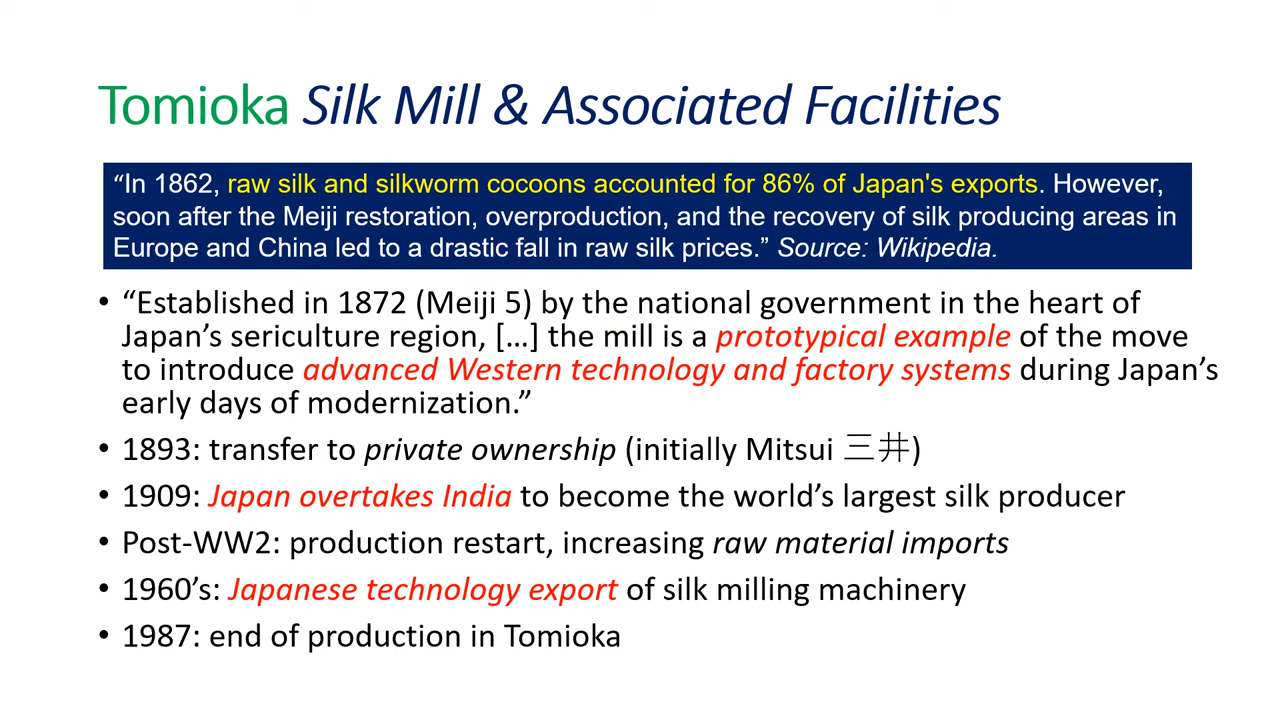 Tomioka Silk Mill & Associated Facilities
“In 1862, raw silk and silkworm cocoons accounted for 86% of Japan's exports. However,
soon after the Meiji restoration, overproduction, and the recovery of silk producing areas in
Europe and China led to a drastic fall in raw silk prices.” Source: Wikipedia.
• “Established in 1872 (Meiji 5) by the national government in the heart of
Japan’s sericulture region, […] the mill is a prototypical example of the move
to introduce advanced Western technology and factory systems during Japan’s
early days of modernization.”
• 1893: transfer to private ownership (initially Mitsui 三井)
• 1909: Japan overtakes India to become the world’s largest silk producer
• Post-WW2: production restart, increasing raw material imports
• 1960’s: Japanese technology export of silk milling machinery
• 1987: end of production in Tomioka